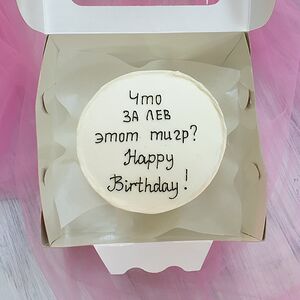 Что
ЗА ЛЕВ
этот тигр?
Happy
Birthday!